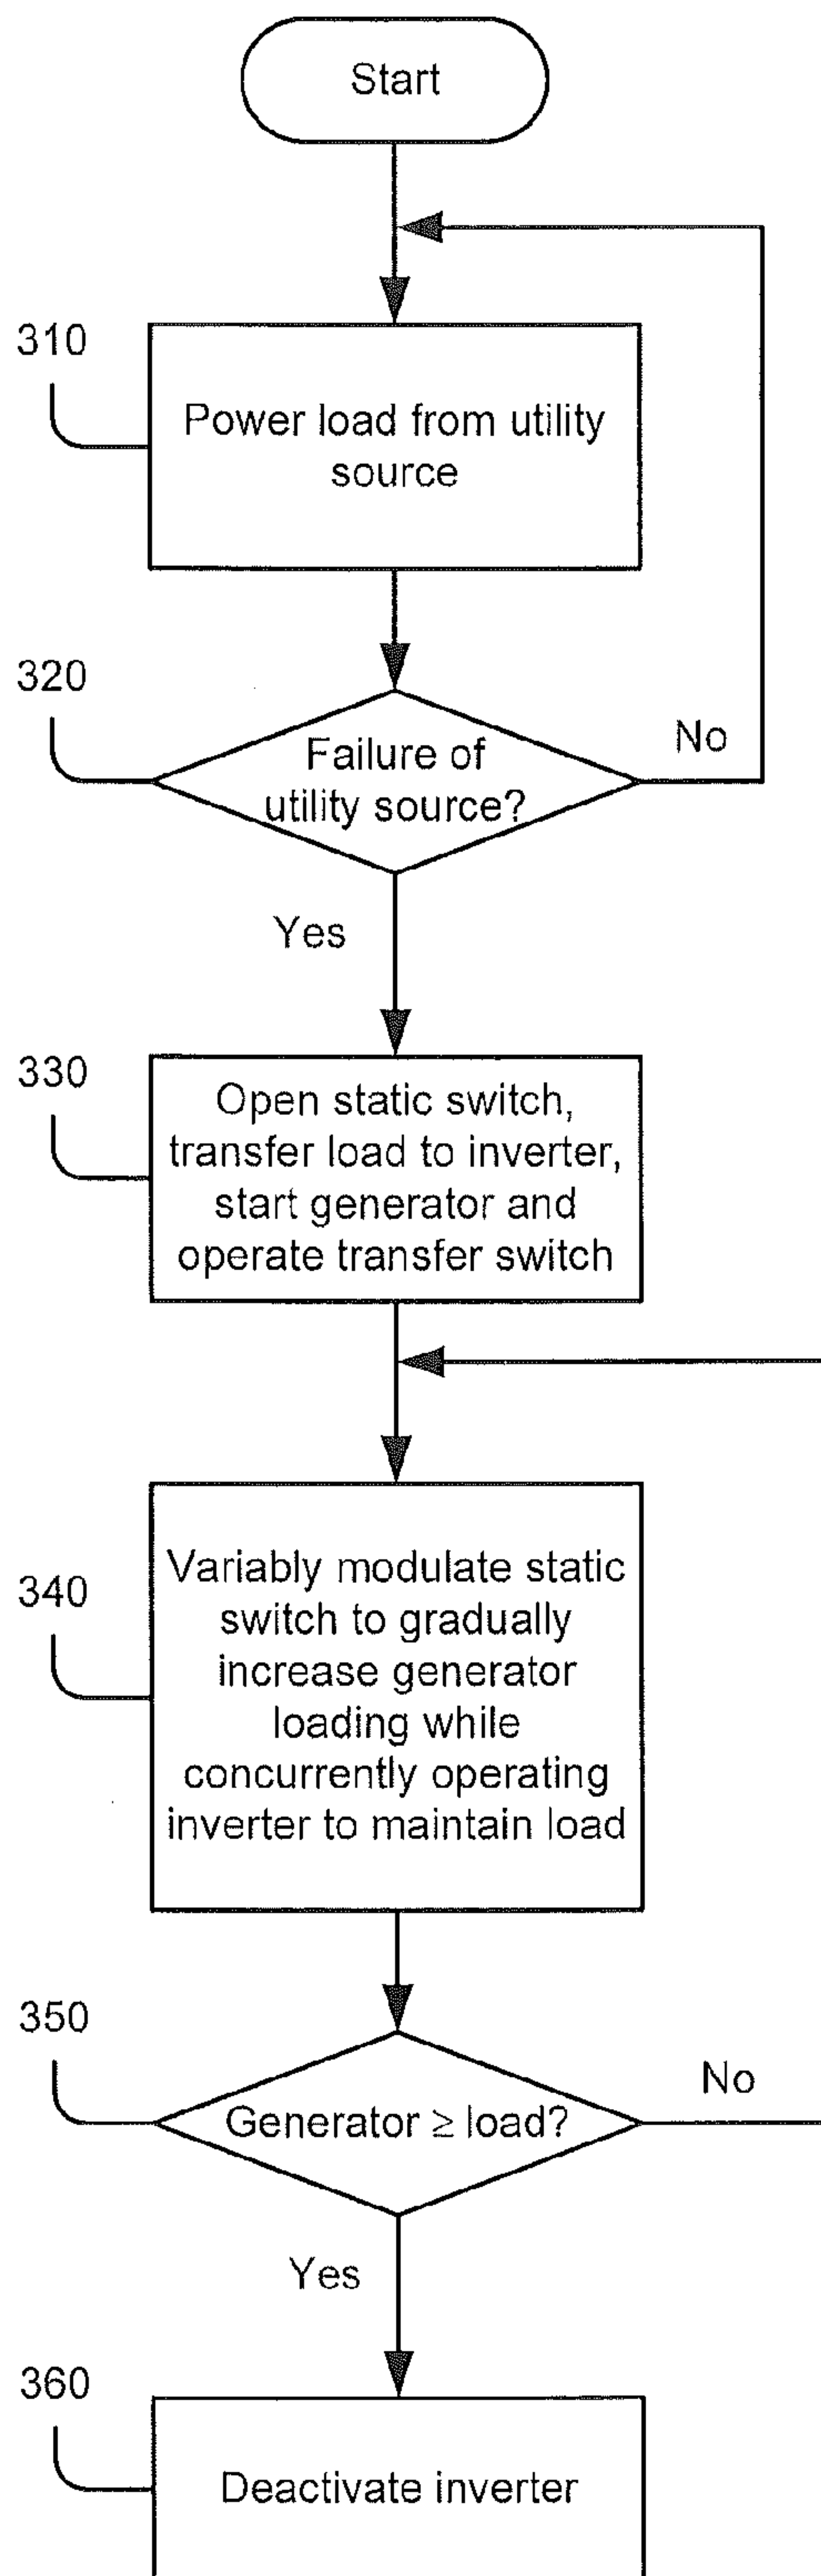 Start
310
Power load from utility
source
320
Failure of
utility source?
No
Yes
330
Open static switch,
transfer load to inverter,
start generator and
operate transfer switch
340
Variably modulate static
switch to gradually
increase generator
loading while
concurrently operating
inverter to maintain load
350
Generator ≥ load?
No
Yes
360
Deactivate inverter